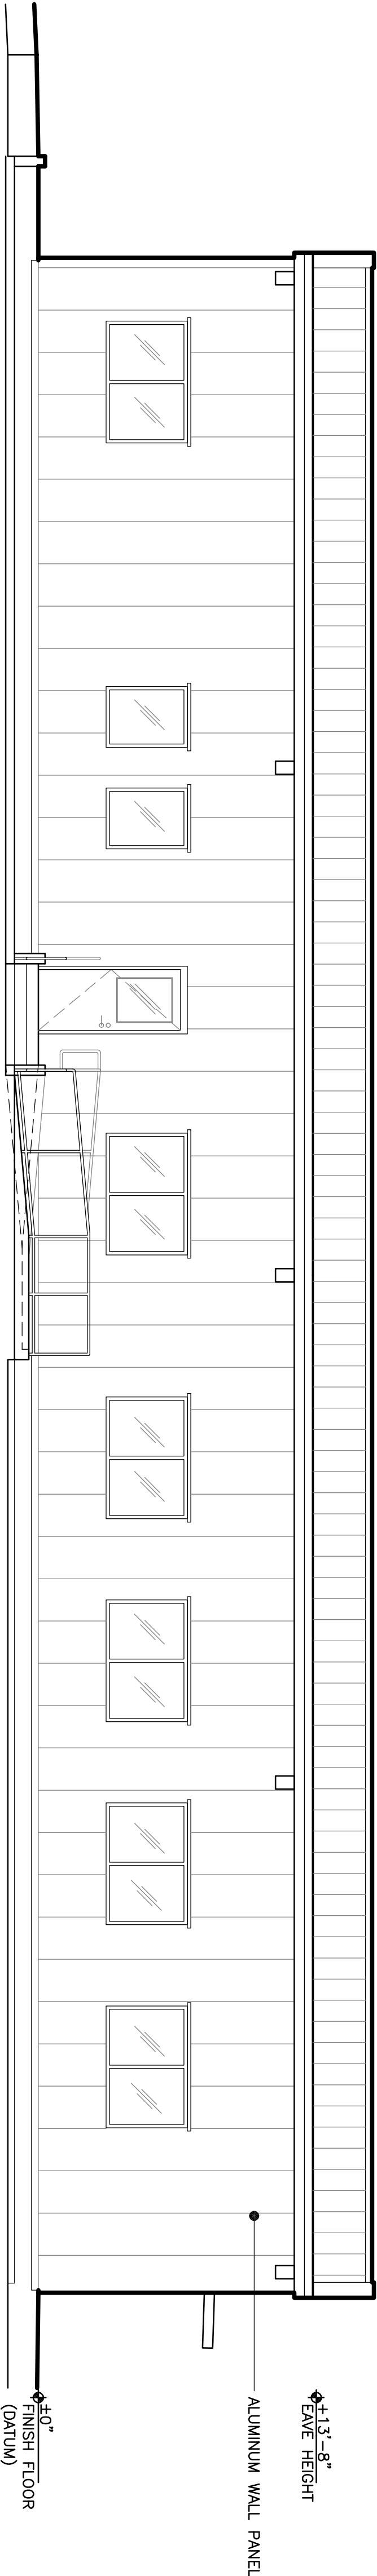 +13'-8"
EAVE HEIGHT
ALUMINUM WALL PANEL
±0"
FINISH FLOOR
(DATUM)